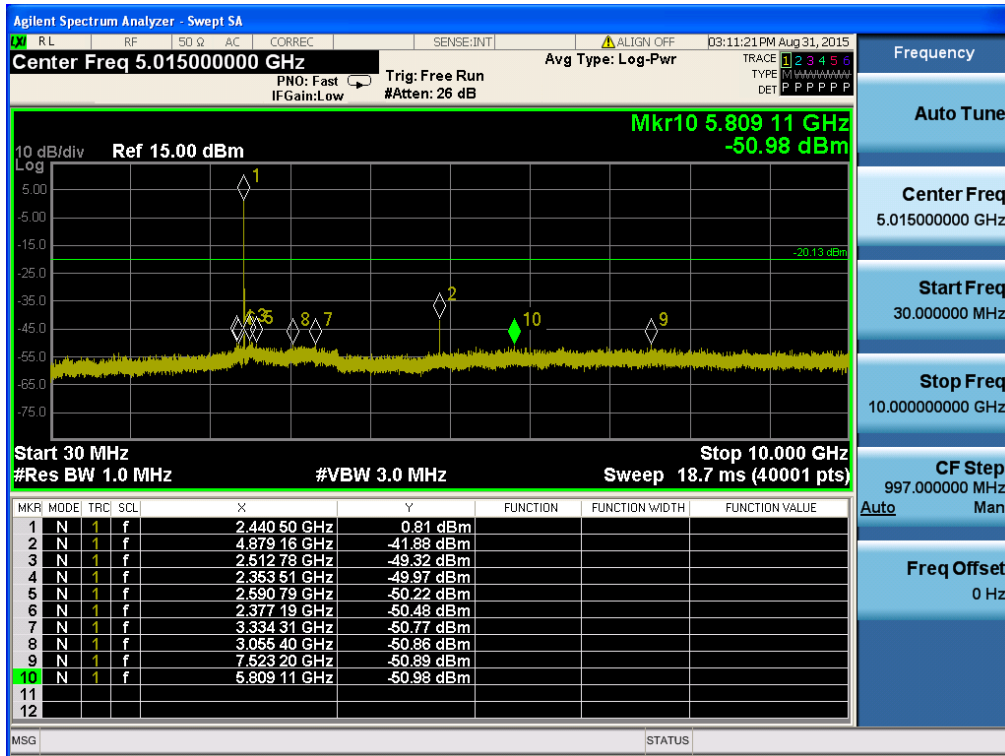 Agilent Spectrum Analyzer - Swept SA
LXI RL RF 50 Ω AC CORREC SENSE:INT ALIGN OFF 03:11:21 PM Aug 31, 2015
Center Freq 5.015000000 GHz
Avg Type: Log-Pwr
TRACE 1 2 3 4 5 6
PNO: Fast Trig: Free Run
TYPE M
IFGain:Low #Atten: 26 dB
DET P P P P P P
Mkr10 5.809 11 GHz
-50.98 dBm
10 dB/div Ref 15.00 dBm
Log
1
5.00
-5.00
-15.0
-20.13 dBm
-25.0
2
-35.0
3 5 8 7 10 9
-45.0
-55.0
-65.0
-75.0
Start 30 MHz Stop 10.000 GHz
#Res BW 1.0 MHz #VBW 3.0 MHz Sweep 18.7 ms (40001 pts)
MKR MODE TRC SCL X Y FUNCTION FUNCTION WIDTH FUNCTION VALUE
1 N 1 f 2.440 50 GHz 0.81 dBm
2 N 1 f 4.879 16 GHz -41.88 dBm
3 N 1 f 2.512 78 GHz -49.32 dBm
4 N 1 f 2.353 51 GHz -49.97 dBm
5 N 1 f 2.590 79 GHz -50.22 dBm
6 N 1 f 2.377 19 GHz -50.48 dBm
7 N 1 f 3.334 31 GHz -50.77 dBm
8 N 1 f 3.055 40 GHz -50.86 dBm
9 N 1 f 7.523 20 GHz -50.89 dBm
10 N 1 f 5.809 11 GHz -50.98 dBm
11
12
MSG STATUS
Frequency
Auto Tune
Center Freq
5.015000000 GHz
Start Freq
30.000000 MHz
Stop Freq
10.000000000 GHz
CF Step
997.000000 MHz
Auto Man
Freq Offset
0 Hz